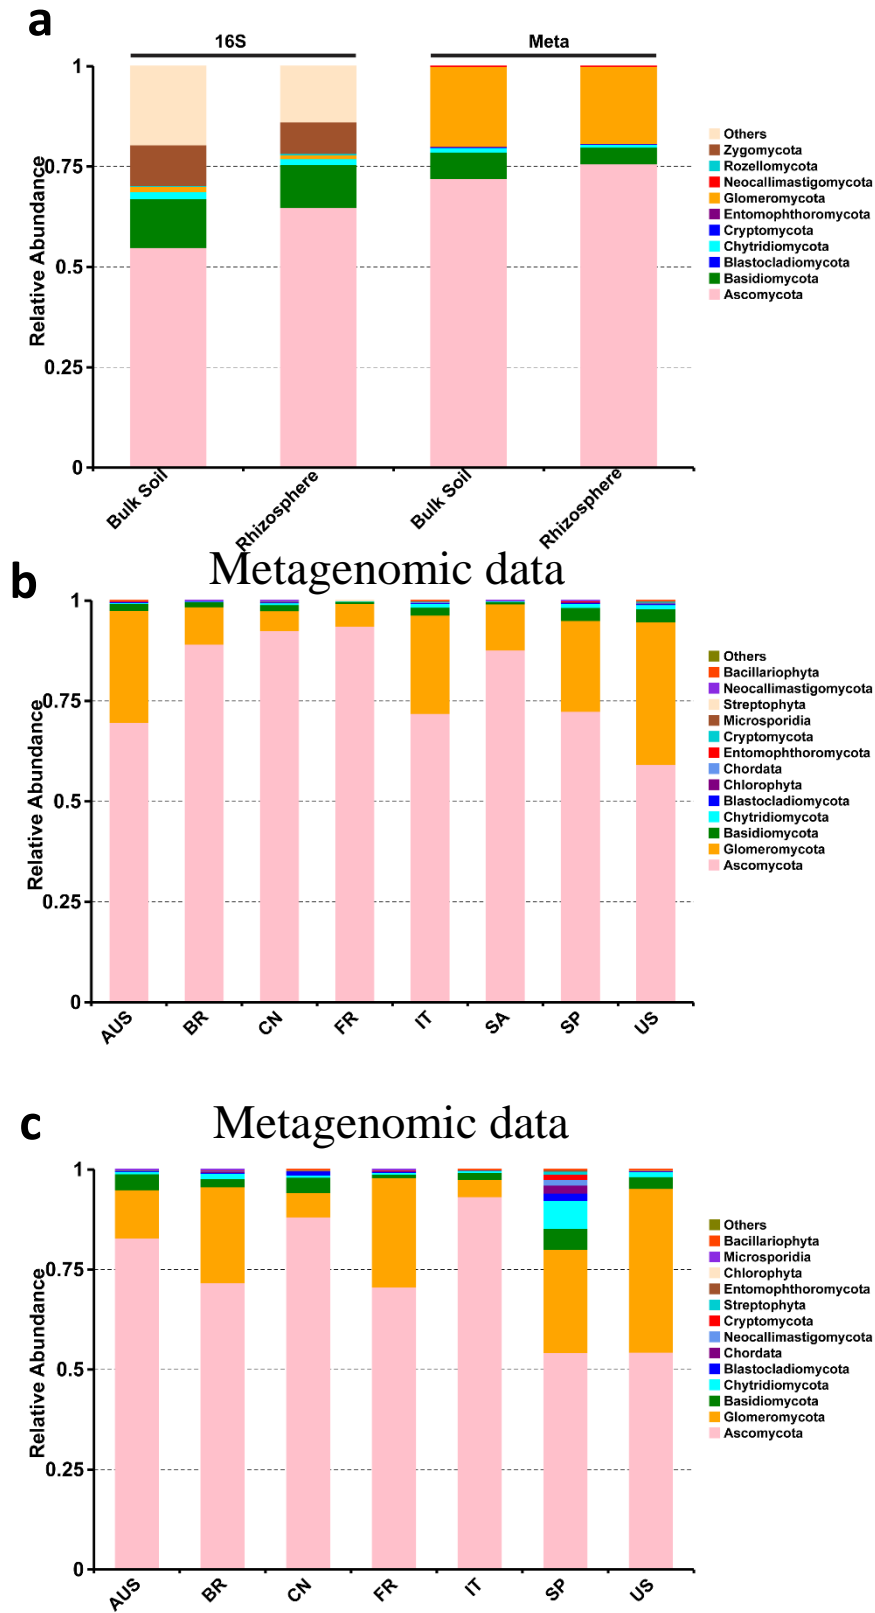 a
16S
Meta
Relative Abundance
1
0.75
0.5
0.25
0
Bulk Soil
Rhizosphere
Bulk Soil
Rhizosphere
Others
Zygomycota
Rozellomycota
Neocallimastigomycota
Glomeromycota
Entomophthoromycota
Cryptomycota
Chytridiomycota
Blastocladiomycota
Basidiomycota
Ascomycota
b
Metagenomic data
Relative Abundance
1
0.75
0.5
0.25
0
AUS
BR
CN
FR
IT
SA
SP
US
Others
Bacillariophyta
Neocallimastigomycota
Streptophyta
Microsporidia
Cryptomycota
Entomophthoromycota
Chordata
Chlorophyta
Blastocladiomycota
Chytridiomycota
Basidiomycota
Glomeromycota
Ascomycota
c
Metagenomic data
Relative Abundance
1
0.75
0.5
0.25
0
AUS
BR
CN
FR
IT
SP
US
Others
Bacillariophyta
Microsporidia
Chlorophyta
Entomophthoromycota
Streptophyta
Cryptomycota
Neocallimastigomycota
Chordata
Blastocladiomycota
Chytridiomycota
Basidiomycota
Glomeromycota
Ascomycota